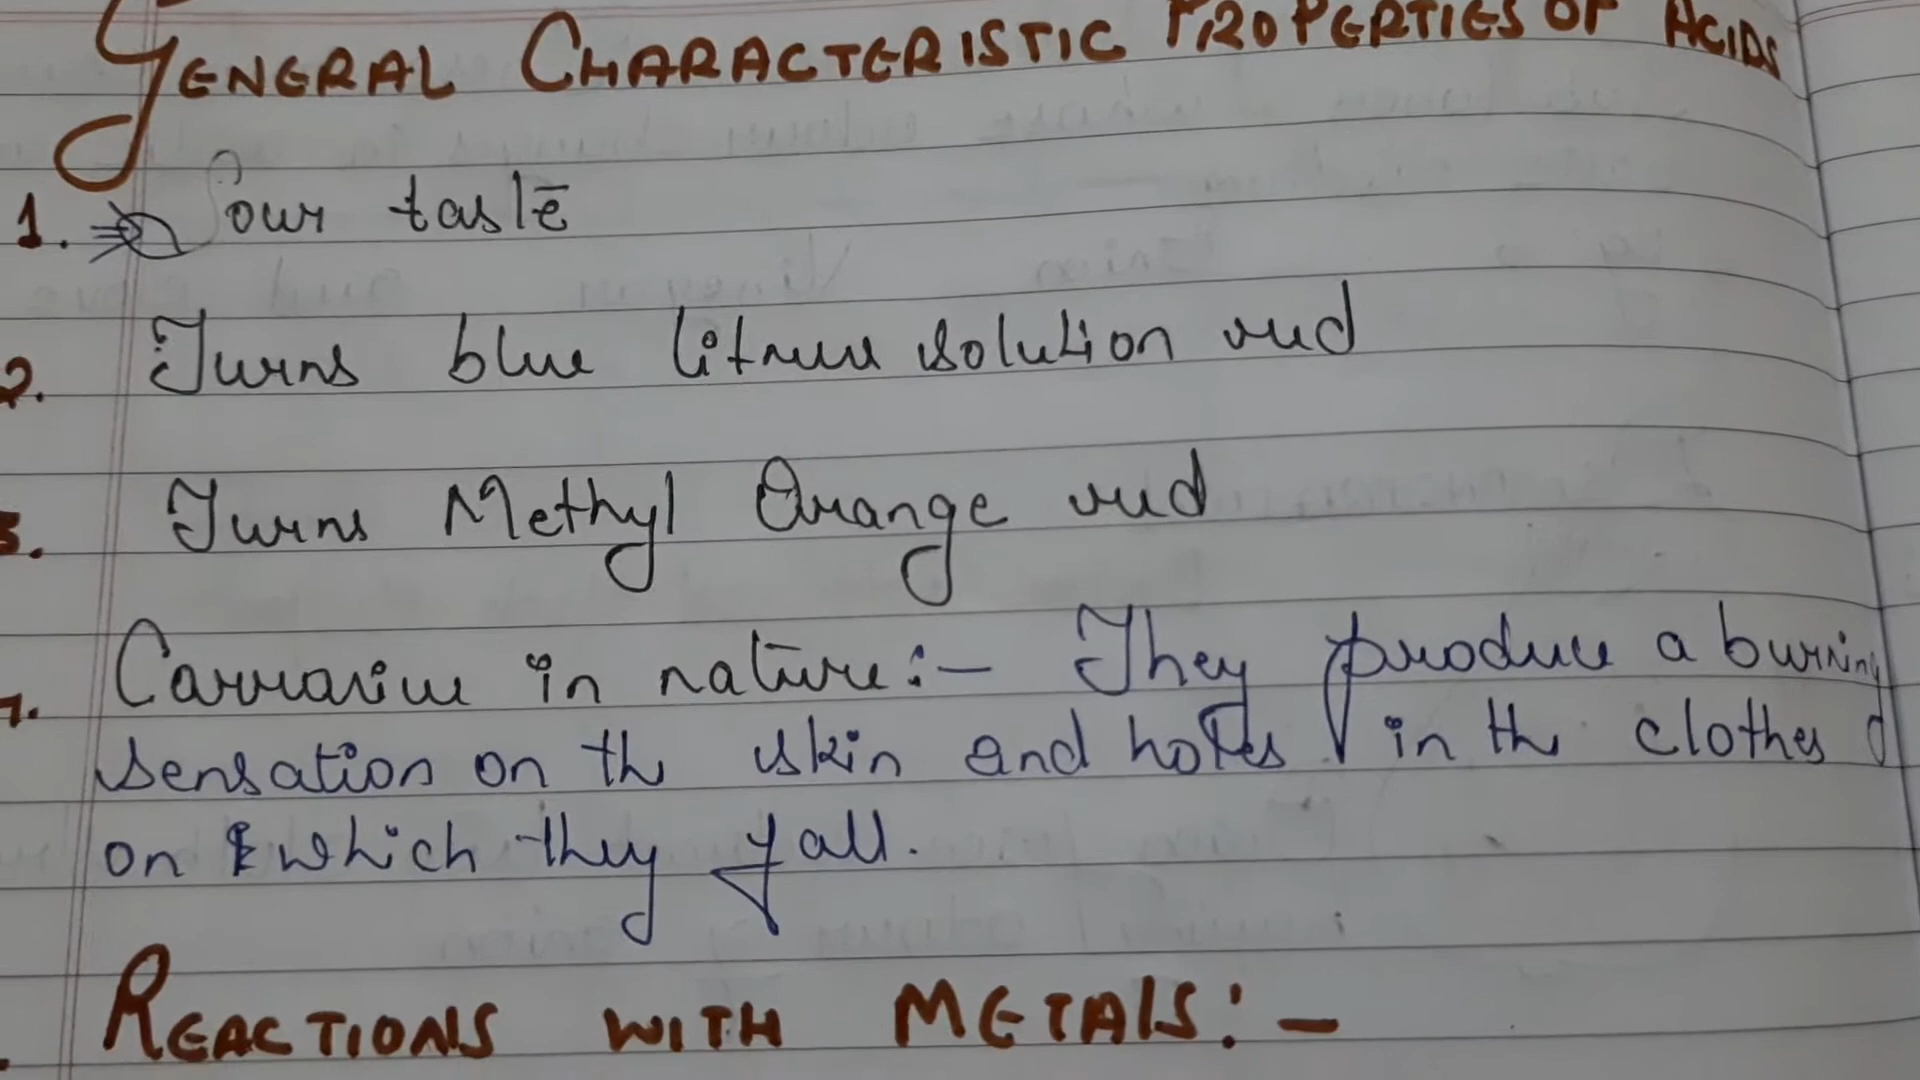 GENERAL CHARACTERISTIC PROPERTIES OF ACIDS
1. Sour taste
2. Turns blue litmus solution red
3. Turns Methyl Orange red
4. Corrosive in nature:- They produce a burning
sensation on the skin and holes in the clothes
on which they fall.
REACTIONS WITH METALS:-